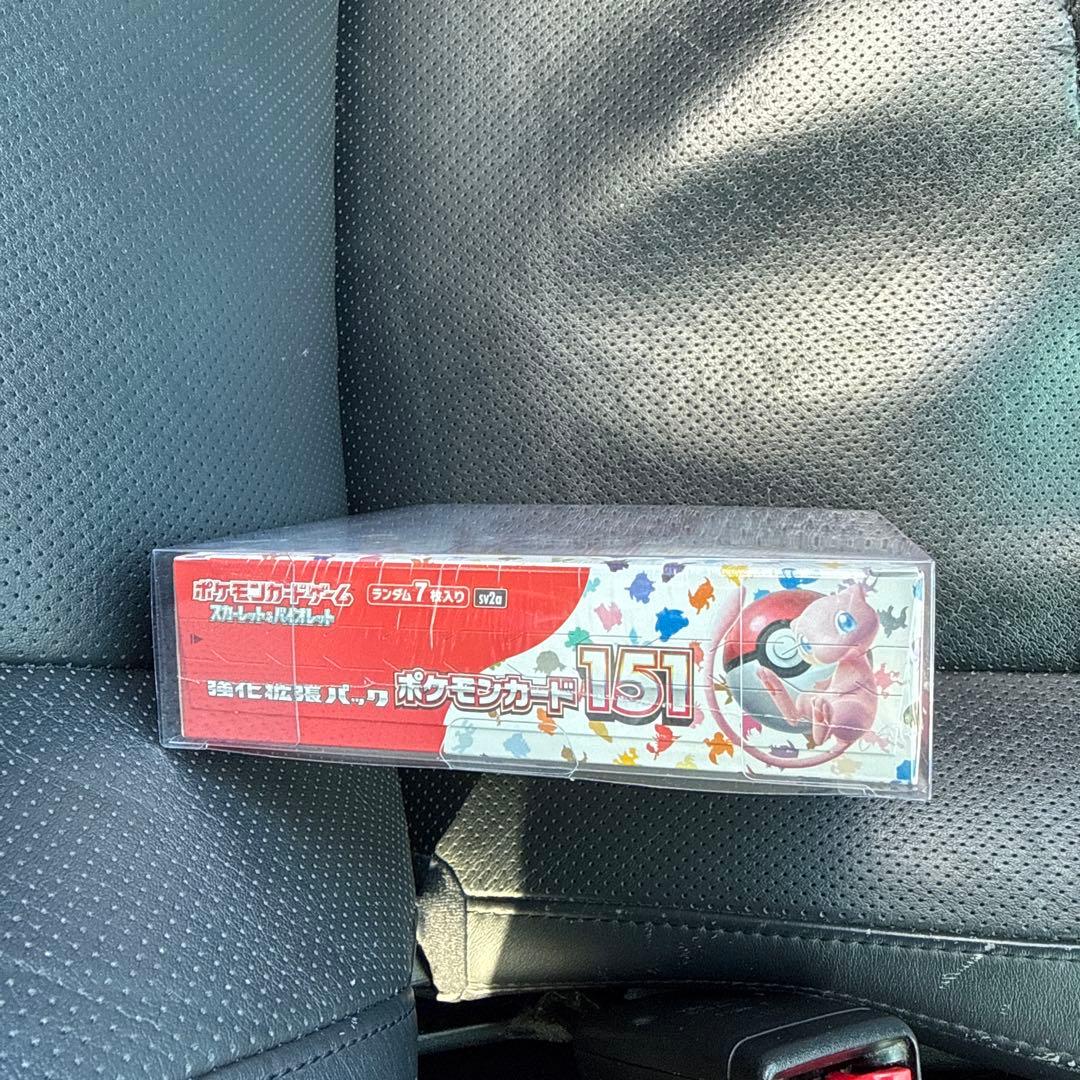 ポケモンカードゲーム
スカーレット&バイオレット
ランダム7枚入り
sv2a
強化拡張パック
ポケモンカード151